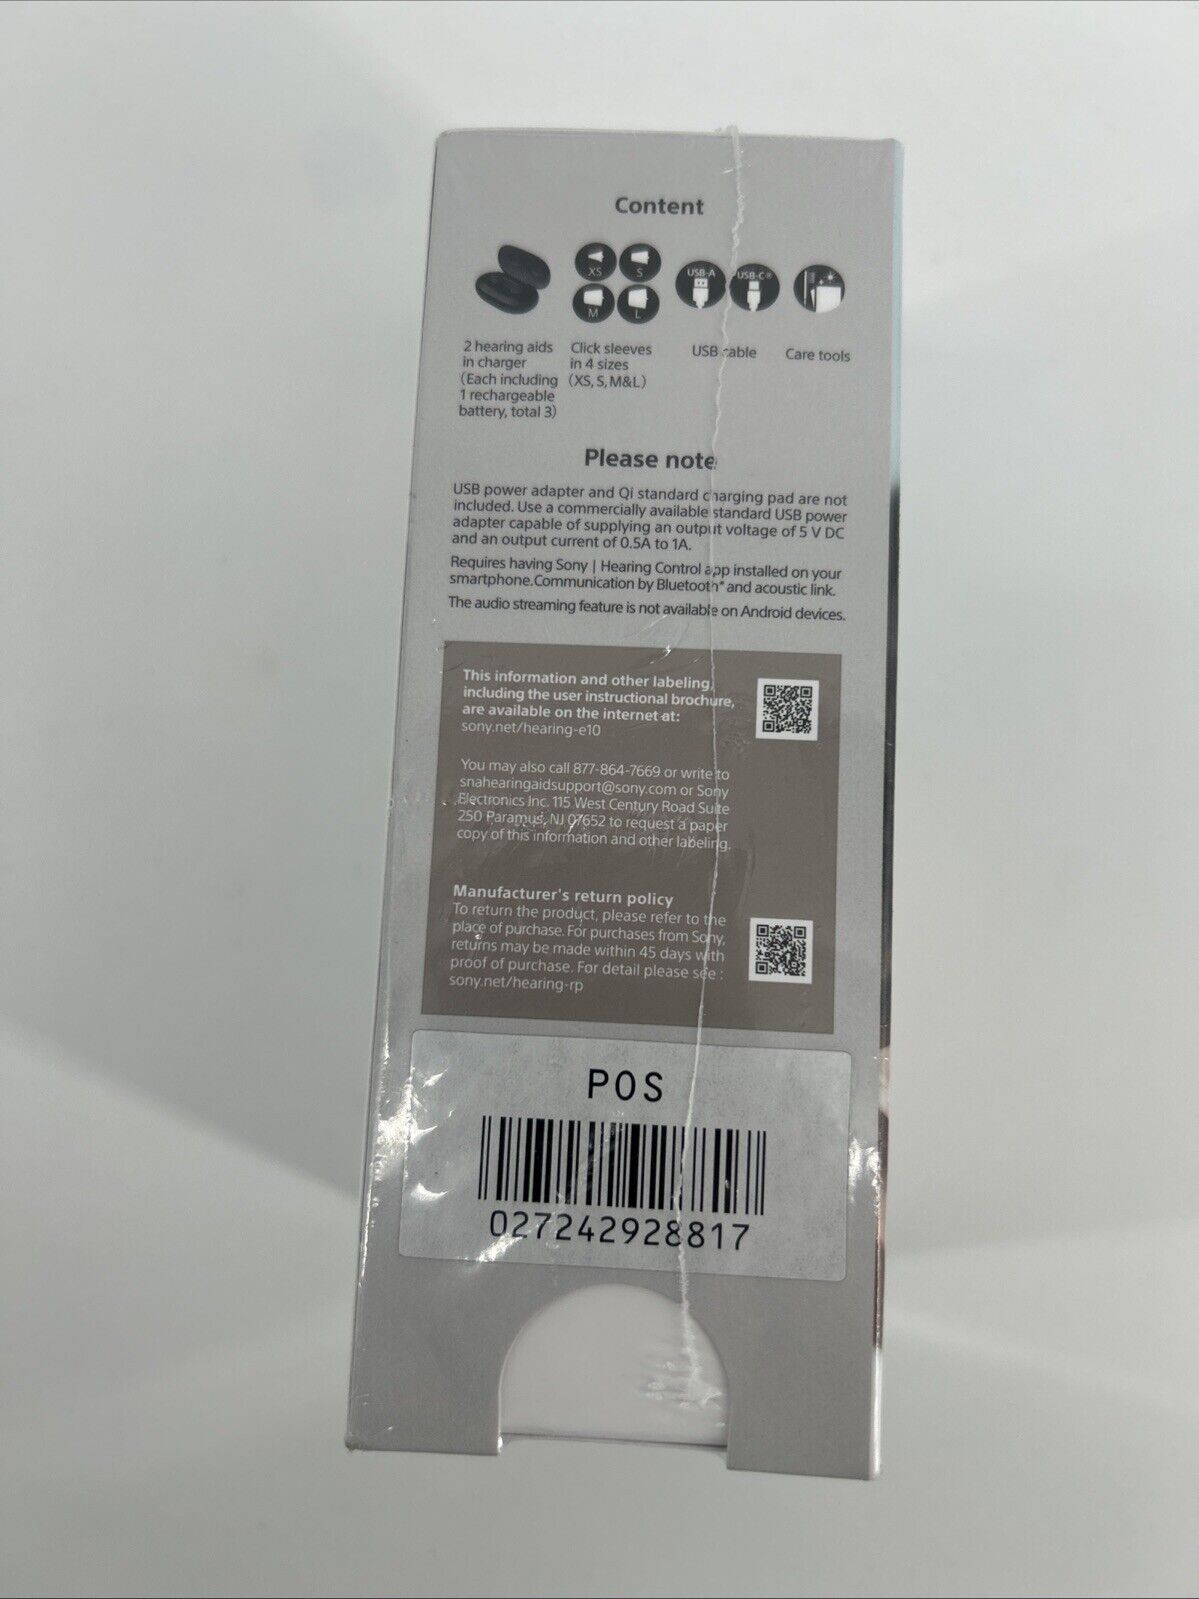 Content
XS
S
M
L
USB-A
USB-C®
2 hearing aids
in charger
(Each including
1 rechargeable
battery, total 3)
Click sleeves
in 4 sizes
(XS, S, M&L)
USB cable
Care tools
Please note
USB power adapter and Qi standard charging pad are not
included. Use a commercially available standard USB power
adapter capable of supplying an output voltage of 5 V DC
and an output current of 0.5A to 1A.
Requires having Sony | Hearing Control app installed on your
smartphone.Communication by Bluetooth® and acoustic link.
The audio streaming feature is not available on Android devices.
This information and other labeling,
including the user instructional brochure,
are available on the internet at:
sony.net/hearing-e10
You may also call 877-864-7669 or write to
snahearingaidsupport@sony.com or Sony
Electronics Inc. 115 West Century Road Suite
250 Paramus, NJ 07652 to request a paper
copy of this information and other labeling.
Manufacturer's return policy
To return the product, please refer to the
place of purchase. For purchases from Sony,
returns may be made within 45 days with
proof of purchase. For detail please see :
sony.net/hearing-rp
POS
027242928817